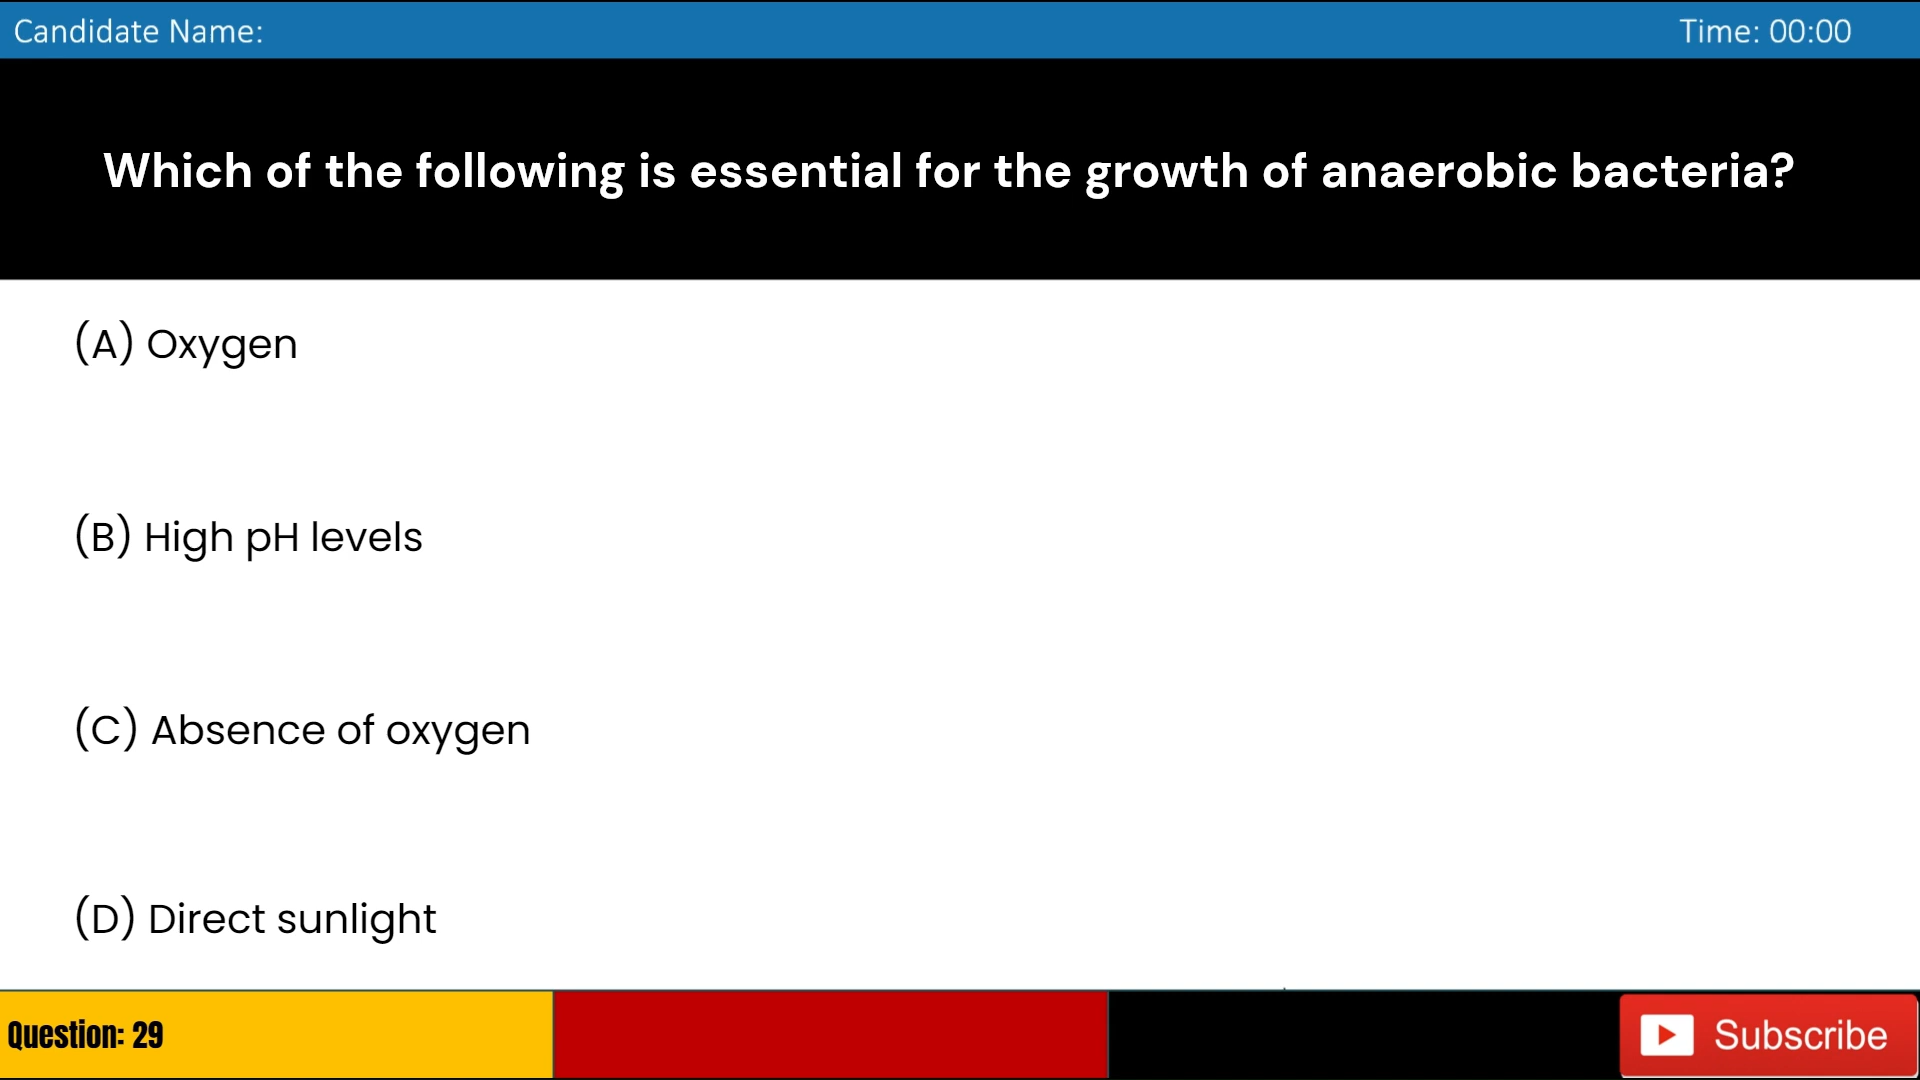 Candidate Name:
Time: 00:00
Which of the following is essential for the growth of anaerobic bacteria?
(A) Oxygen
(B) High pH levels
(C) Absence of oxygen
(D) Direct sunlight
Question: 29
Subscribe